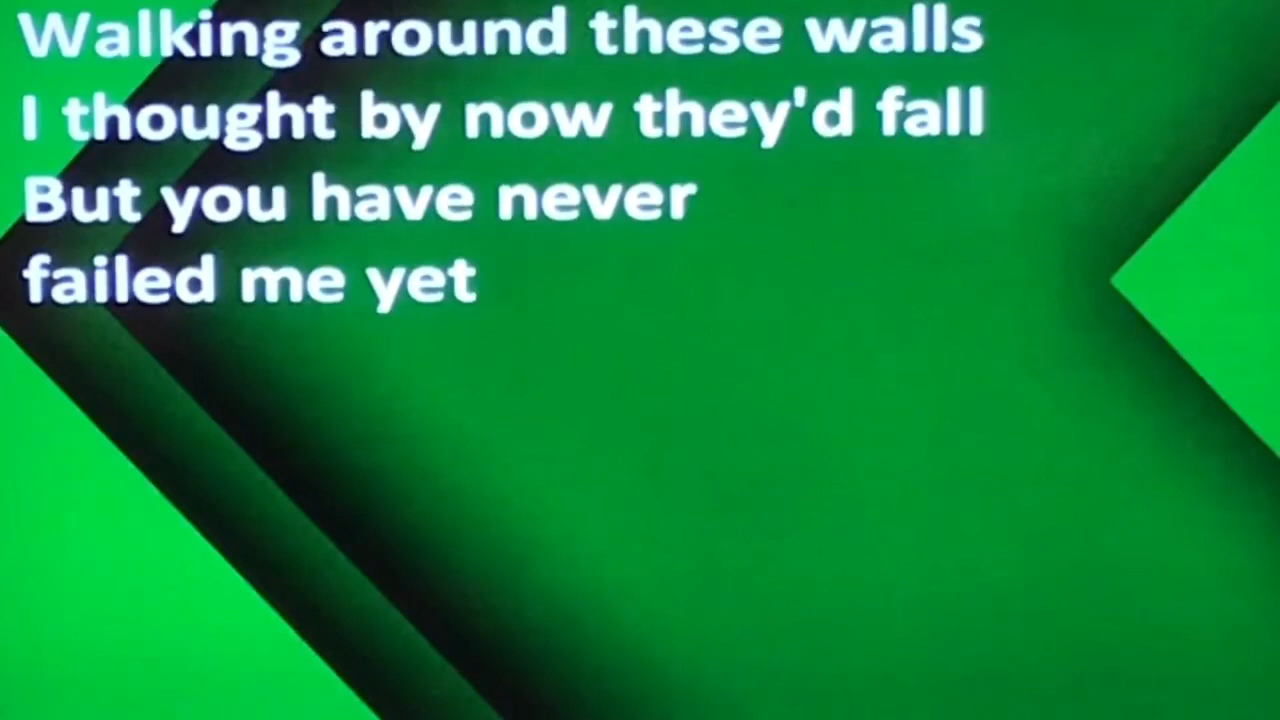 Walking around these walls
I thought by now they'd fall
But you have never
failed me yet